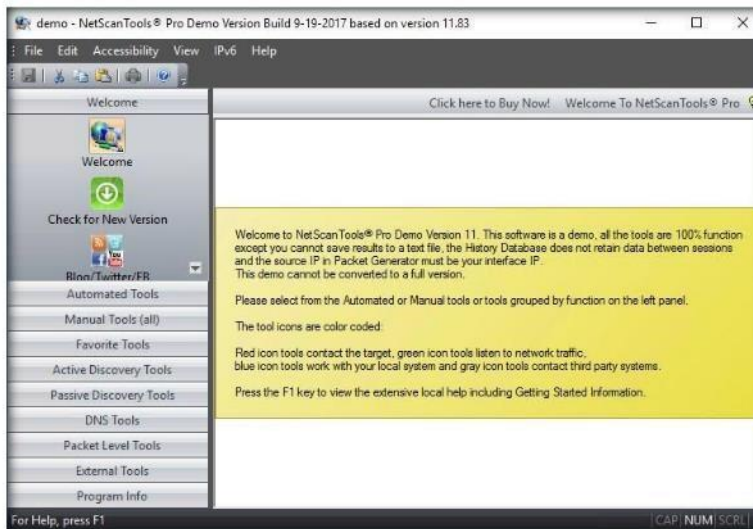 demo - NetScanTools® Pro Demo Version Build 9-19-2017 based on version 11.83
File Edit Accessibility View IPv6 Help
Welcome
Click here to Buy Now! Welcome To NetScanTools® Pro
Welcome
Check for New Version
You
Blog/Twitter/FB
Automated Tools
Manual Tools (all)
Favorite Tools
Active Discovery Tools
Passive Discovery Tools
DNS Tools
Packet Level Tools
External Tools
Program Info
Welcome to NetScanTools® Pro Demo Version 11. This software is a demo, all the tools are 100% function
except you cannot save results to a text file, the History Database does not retain data between sessions
and the source IP in Packet Generator must be your interface IP.
This demo cannot be converted to a full version.
Please select from the Automated or Manual tools or tools grouped by function on the left panel.
The tool icons are color coded:
Red icon tools contact the target, green icon tools listen to network traffic,
blue icon tools work with your local system and gray icon tools contact third party systems.
Press the F1 key to view the extensive local help including Getting Started Information.
For Help, press F1
CAP NUM SCRL